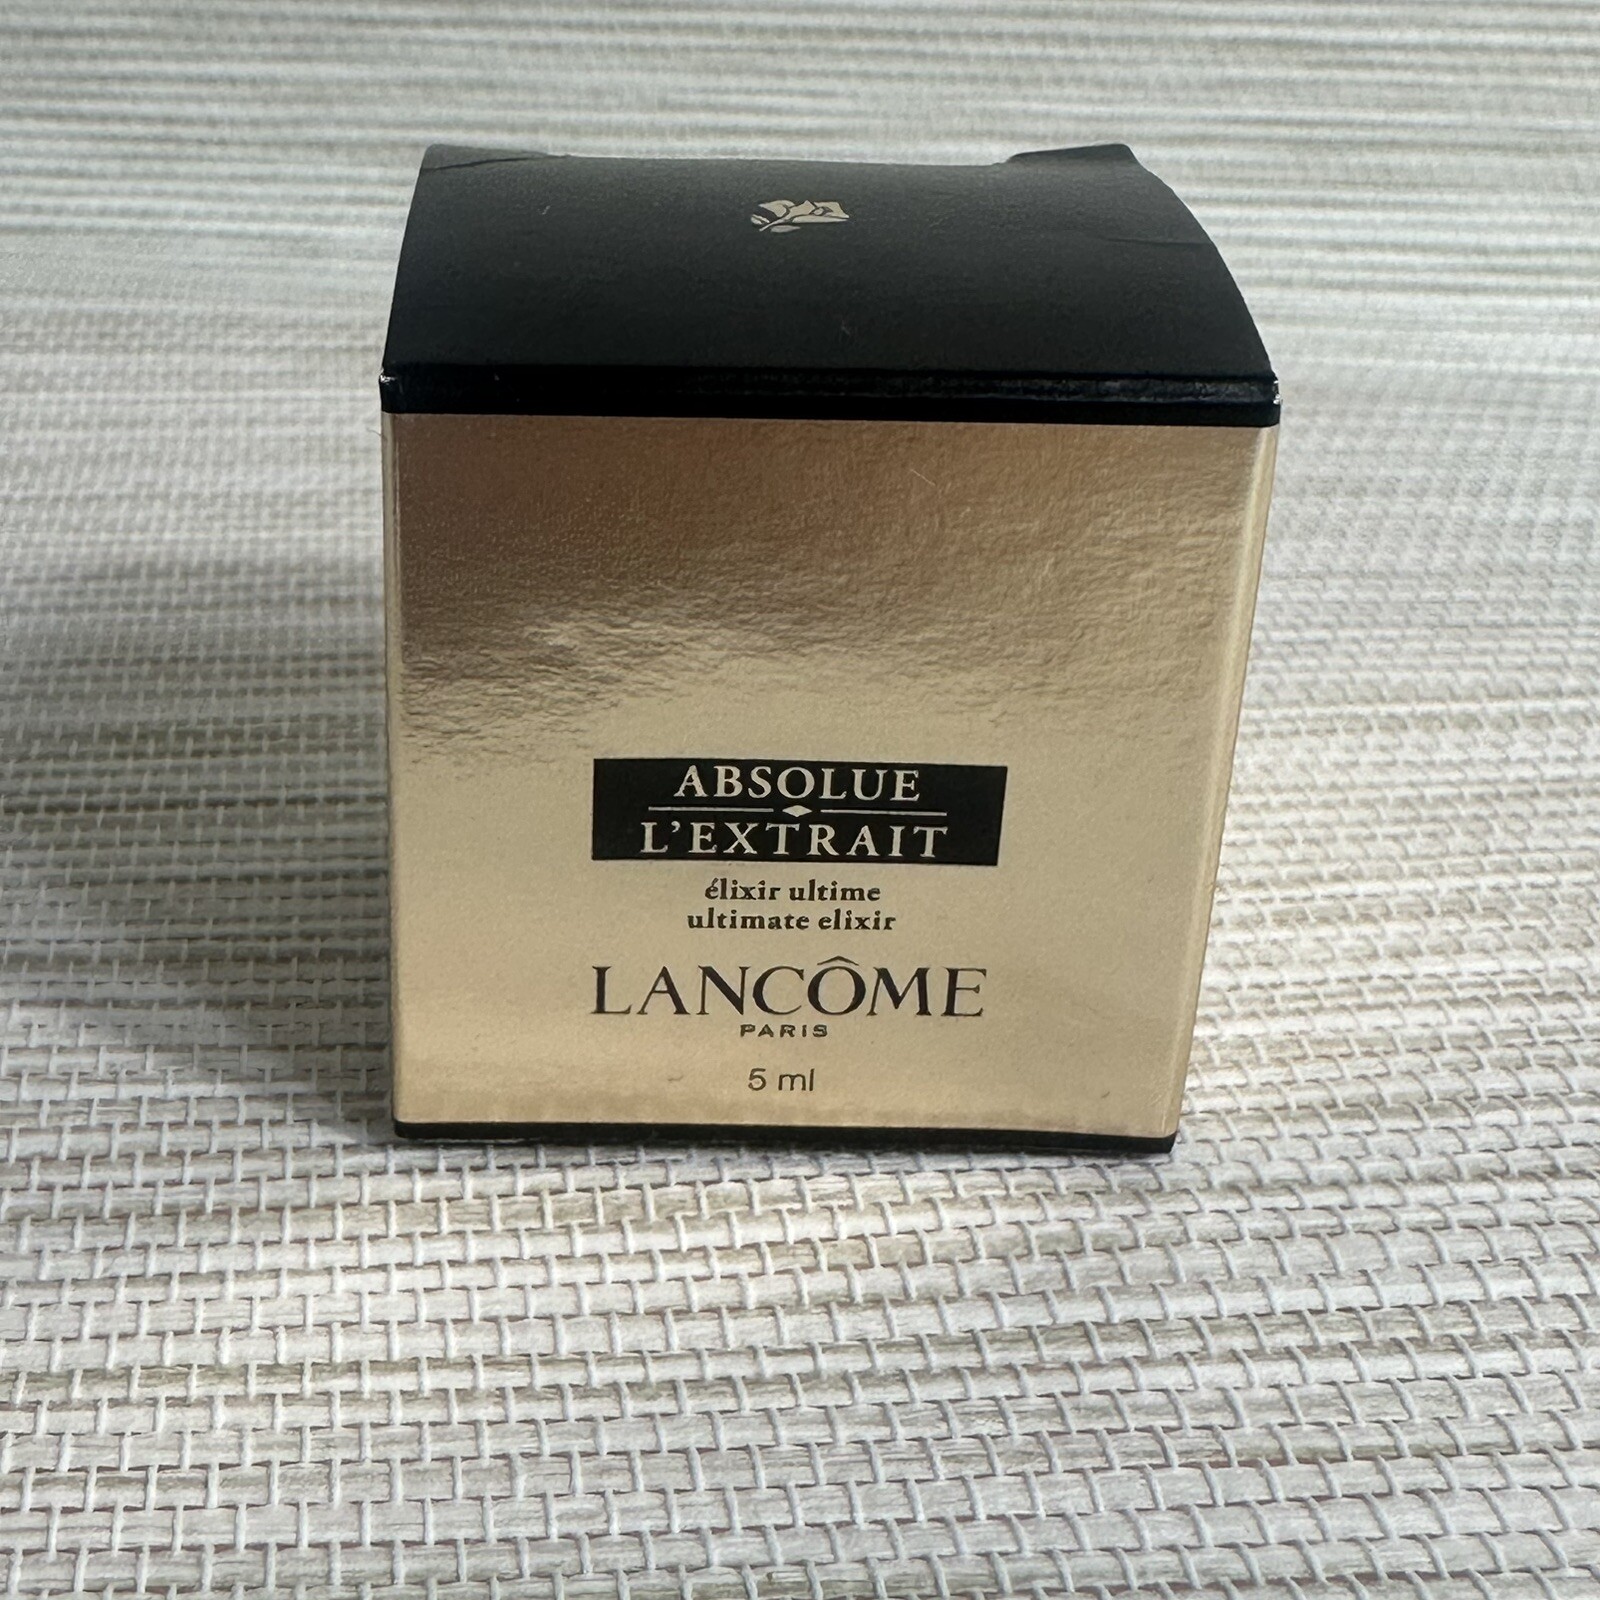 ABSOLUE
L'EXTRAIT
élixir ultime
ultimate elixir
LANCÔME
PARIS
5 ml